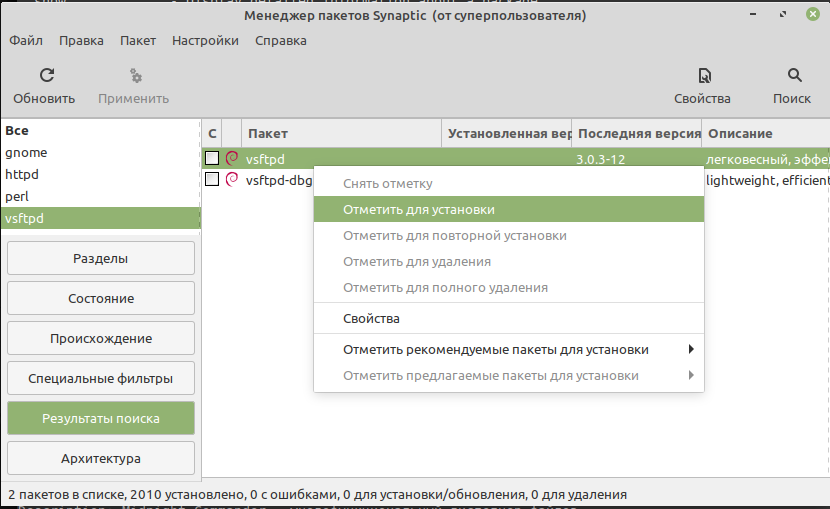 Менеджер пакетов Synaptic (от суперпользователя)
Файл Правка Пакет Настройки Справка
Обновить Применить Свойства Поиск
Все
gnome
httpd
perl
vsftpd
Разделы
Состояние
Происхождение
Специальные фильтры
Результаты поиска
Архитектура
С Пакет Установленная вер Последняя версия Описание
vsftpd 3.0.3-12 легковесный, эффе
vsftpd-dbg lightweight, efficient
Снять отметку
Отметить для установки
Отметить для повторной установки
Отметить для удаления
Отметить для полного удаления
Свойства
Отметить рекомендуемые пакеты для установки
Отметить предлагаемые пакеты для установки
2 пакетов в списке, 2010 установлено, 0 с ошибками, 0 для установки/обновления, 0 для удаления